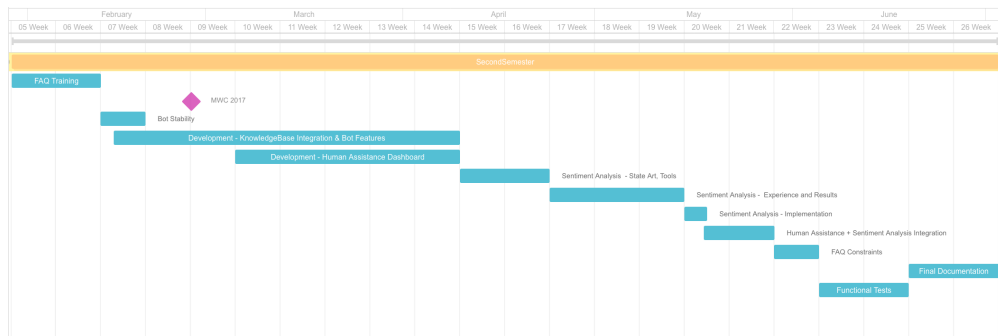 February March April May June
05 Week 06 Week 07 Week 08 Week 09 Week 10 Week 11 Week 12 Week 13 Week 14 Week 15 Week 16 Week 17 Week 18 Week 19 Week 20 Week 21 Week 22 Week 23 Week 24 Week 25 Week 26 Week
SecondSemester
FAQ Training
MWC 2017
Bot Stability
Development - KnowledgeBase Integration & Bot Features
Development - Human Assistance Dashboard
Sentiment Analysis - State Art, Tools
Sentiment Analysis - Experience and Results
Sentiment Analysis - Implementation
Human Assistance + Sentiment Analysis Integration
FAQ Constraints
Final Documentation
Functional Tests